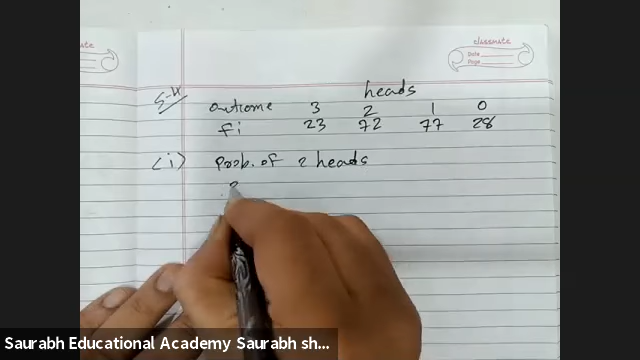 classmate
classmate
Date
Page
heads
outcome 3 2 1 0
fi 23 72 77 28
(i) Prob. of 2 heads
Saurabh Educational Academy Saurabh sh...